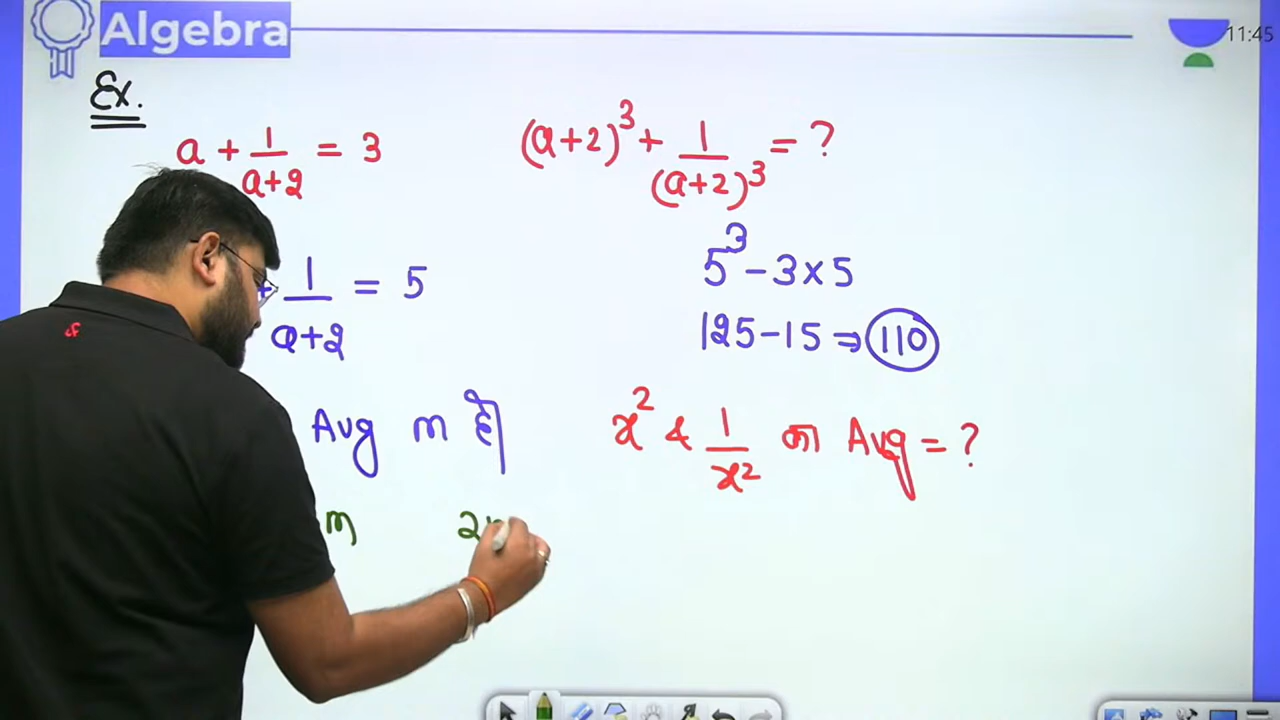 Algebra
11:45
Ex.
a + 1/(a+2) = 3
(a+2)³ + 1/(a+2)³ = ?
+ 1/(a+2) = 5
5³ - 3 × 5
125 - 15 ⇒ 110
Avg m है।
x² & 1/x² का Avg = ?
m 2